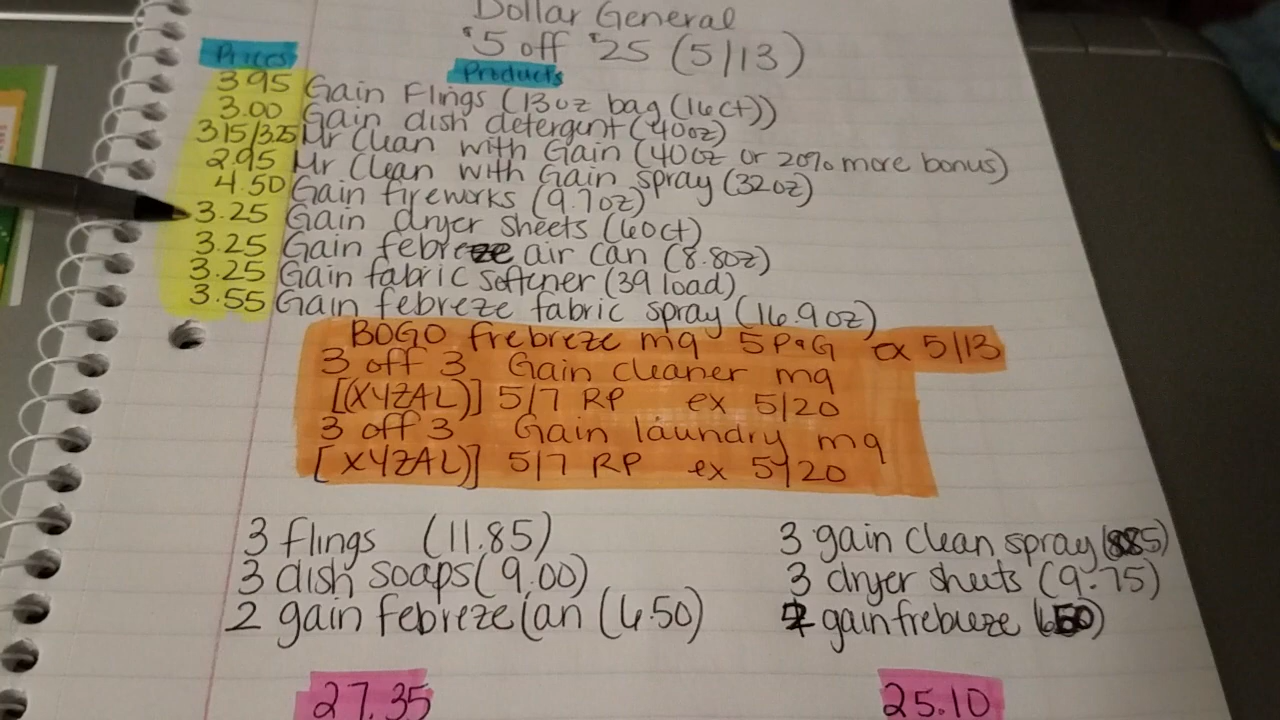 Dollar General
$5 off $25 (5/13)
Prices Products
3.95 Gain Flings (13oz bag (16ct))
3.00 Gain dish detergent (40oz)
3.15/3.25 Mr Clean with Gain (40oz or 20% more bonus)
2.95 Mr Clean with Gain spray (32oz)
4.50 Gain fireworks (9.7oz)
3.25 Gain dryer sheets (60ct)
3.25 Gain febreze air can (8.8oz)
3.25 Gain fabric softner (39 load)
3.55 Gain febreze fabric spray (16.9oz)
BOGO frebreze mq 5 P&G ex 5/13
3 off 3 Gain cleaner mq
[(XYZAL)] 5/7 RP ex 5/20
3 off 3 Gain laundry mq
[XYZAL)] 5/7 RP ex 5/20
3 flings (11.85)
3 dish soaps (9.00)
2 gain febreze can (6.50)
27.35
3 gain clean spray (8.85)
3 dryer sheets (9.75)
2 gain frebreze (6.50)
25.10